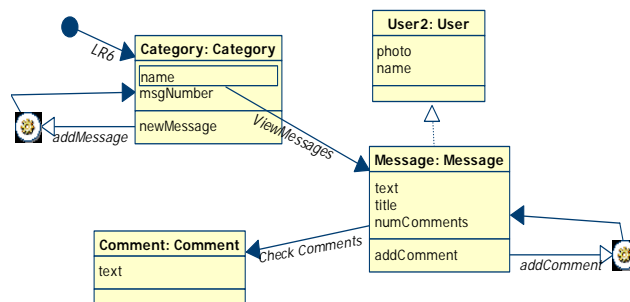 User2: User
photo
name
LR6
Category: Category
name
msgNumber
newMessage
addMessage
ViewMessages
Message: Message
text
title
numComments
addComment
addComment
Check Comments
Comment: Comment
text